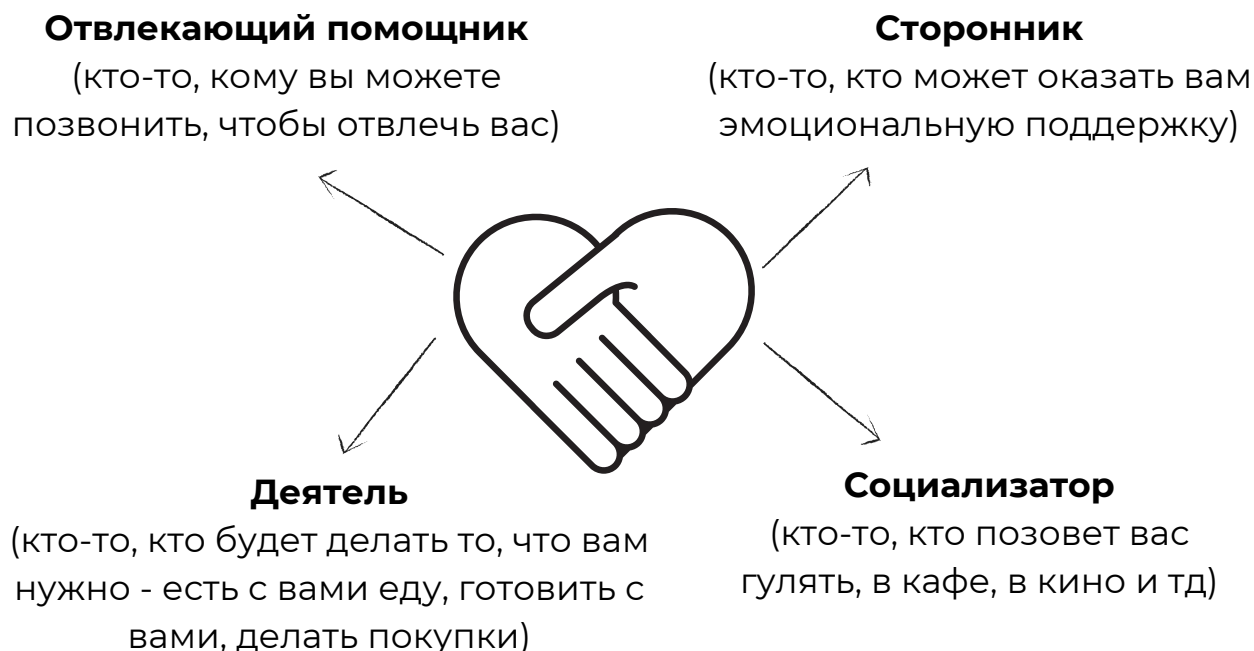 Отвлекающий помощник
(кто-то, кому вы можете
позвонить, чтобы отвлечь вас)
Сторонник
(кто-то, кто может оказать вам
эмоциональную поддержку)
Деятель
(кто-то, кто будет делать то, что вам
нужно - есть с вами еду, готовить с
вами, делать покупки)
Социализатор
(кто-то, кто позовет вас
гулять, в кафе, в кино и тд)